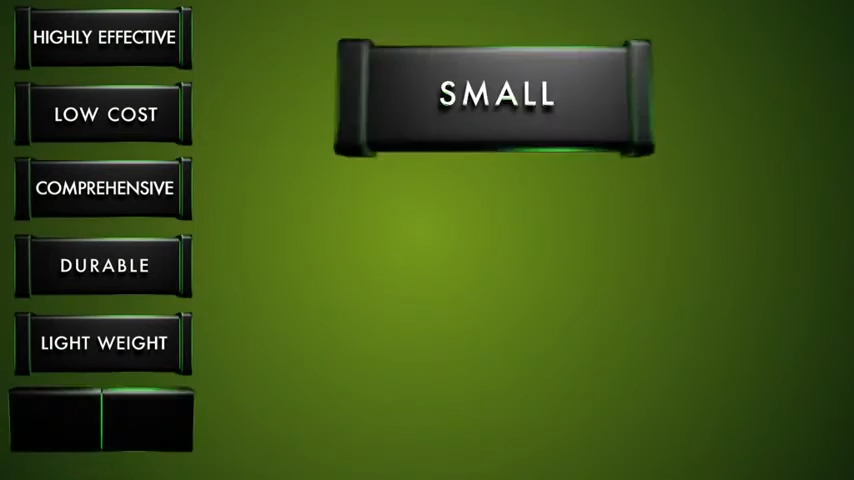 HIGHLY EFFECTIVE
LOW COST
COMPREHENSIVE
DURABLE
LIGHT WEIGHT
SMALL